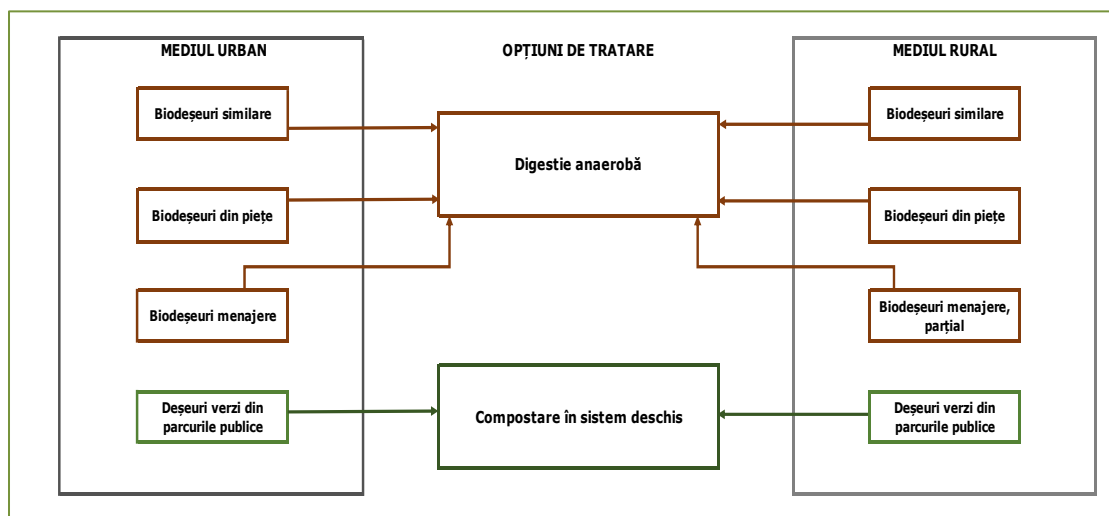 MEDIUL URBAN
OPȚIUNI DE TRATARE
MEDIUL RURAL
Biodeșeuri similare
Biodeșeuri similare
Digestie anaerobă
Biodeșeuri din piețe
Biodeșeuri din piețe
Biodeșeuri menajere
Biodeșeuri menajere,
parțial
Deșeuri verzi din
parcurile publice
Compostare în sistem deschis
Deșeuri verzi din
parcurile publice